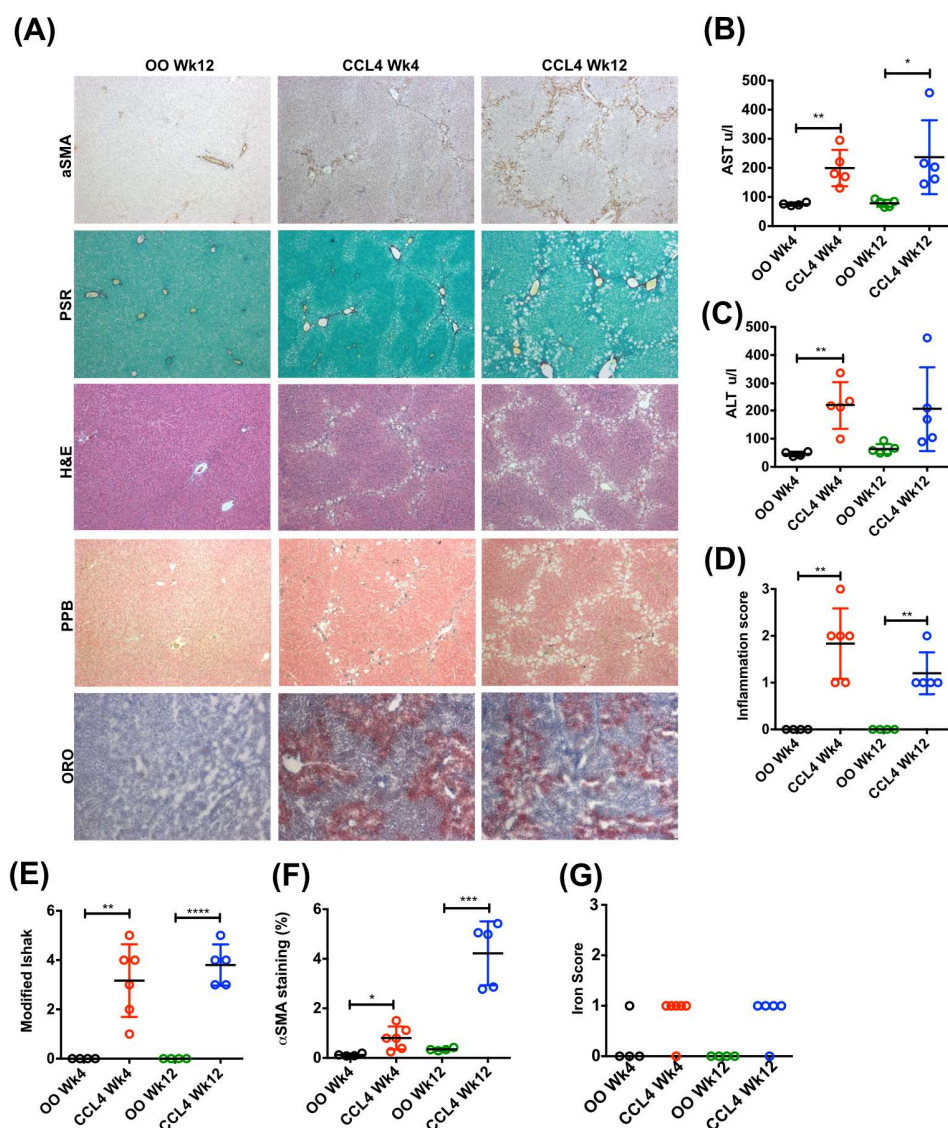 (A)
OO Wk12 CCL4 Wk4 CCL4 Wk12
aSMA
PSR
H&E
PPB
ORO
(B)
AST u/l
500
400
300
200
100
0
**
*
OO Wk4
CCL4 Wk4
OO Wk12
CCL4 Wk12
(C)
ALT u/l
500
400
300
200
100
0
**
OO Wk4
CCL4 Wk4
OO Wk12
CCL4 Wk12
(D)
Inflammation score
3
2
1
0
**
**
OO Wk4
CCL4 Wk4
OO Wk12
CCL4 Wk12
(E)
Modified Ishak
6
4
2
0
**
****
OO Wk4
CCL4 Wk4
OO Wk12
CCL4 Wk12
(F)
αSMA staining (%)
6
4
2
0
*
***
OO Wk4
CCL4 Wk4
OO Wk12
CCL4 Wk12
(G)
Iron Score
3
2
1
0
OO Wk4
CCL4 Wk4
OO Wk12
CCL4 Wk12